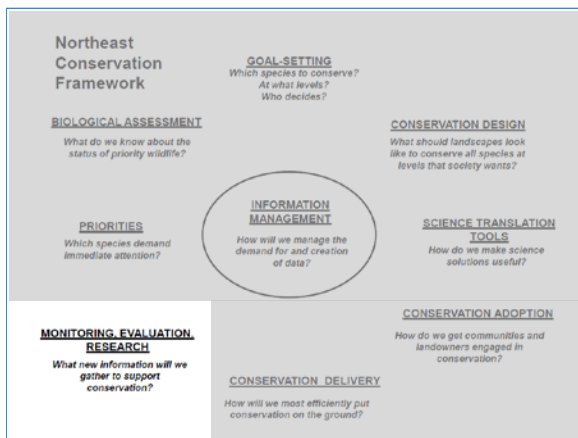 Northeast
Conservation
Framework
GOAL-SETTING
Which species to conserve?
At what levels?
Who decides?
BIOLOGICAL ASSESSMENT
What do we know about the
status of priority wildlife?
CONSERVATION DESIGN
What should landscapes look
like to conserve all species at
levels that society wants?
INFORMATION
MANAGEMENT
How will we manage the
demand for and creation
of data?
PRIORITIES
Which species demand
immediate attention?
SCIENCE TRANSLATION
TOOLS
How do we make science
solutions useful?
MONITORING, EVALUATION,
RESEARCH
What new information will we
gather to support
conservation?
CONSERVATION ADOPTION
How do we get communities and
landowners engaged in
conservation?
CONSERVATION DELIVERY
How will we most efficiently put
conservation on the ground?